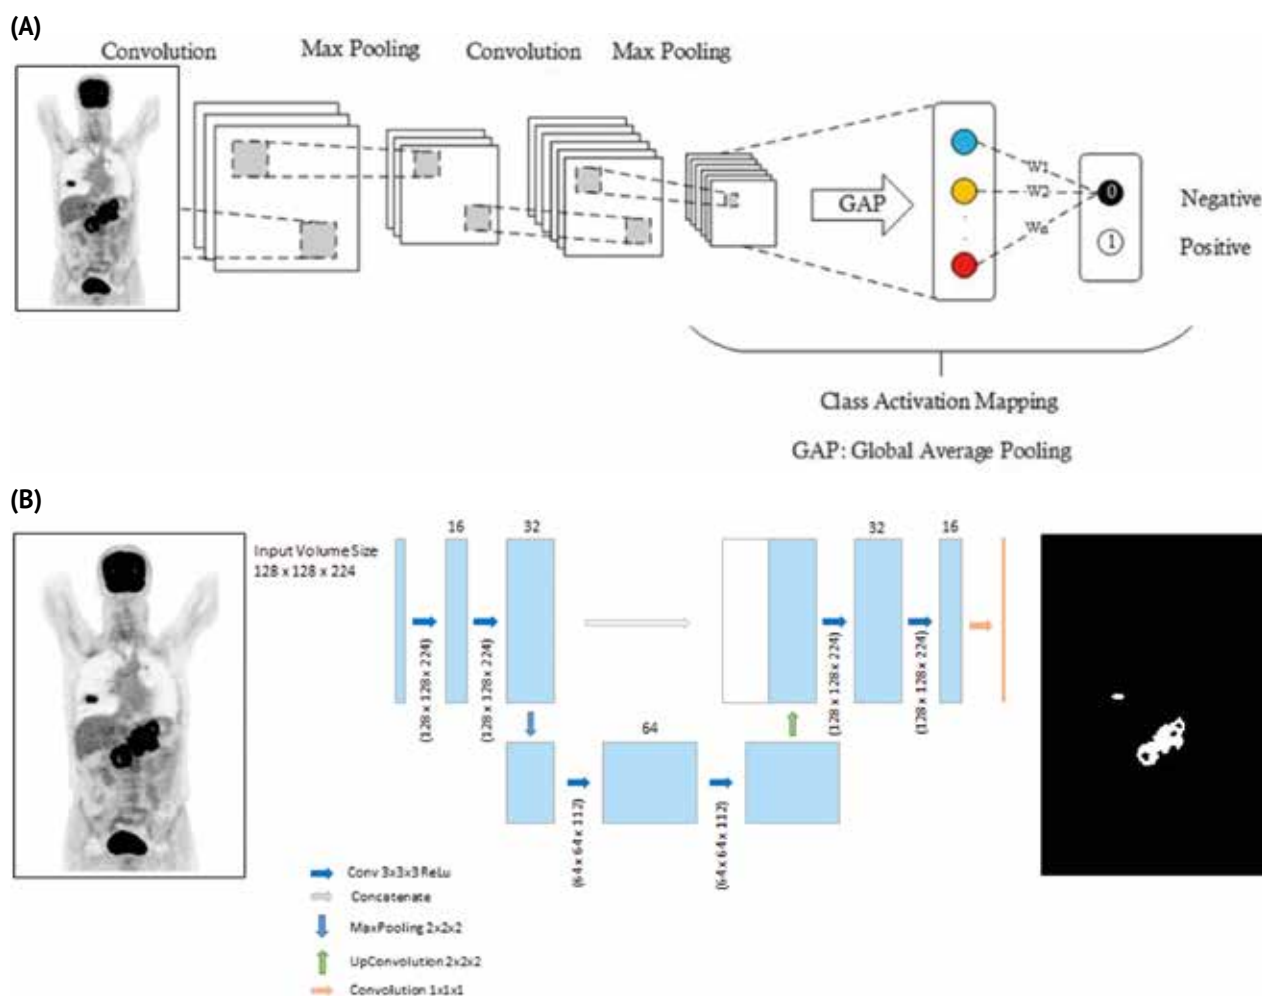 (A)
Convolution
Max Pooling
Convolution
Max Pooling
GAP
W1
W2
Wn
0
1
Negative
Positive
Class Activation Mapping
GAP: Global Average Pooling
(B)
Input Volume Size
128 x 128 x 224
16
32
(128 x 128 x 224)
(128 x 128 x 224)
64
(64 x 64 x 112)
(64 x 64 x 112)
32
16
(128 x 128 x 224)
(128 x 128 x 224)
Conv 3x3x3 ReLu
Concatenate
MaxPooling 2x2x2
UpConvolution 2x2x2
Convolution 1x1x1